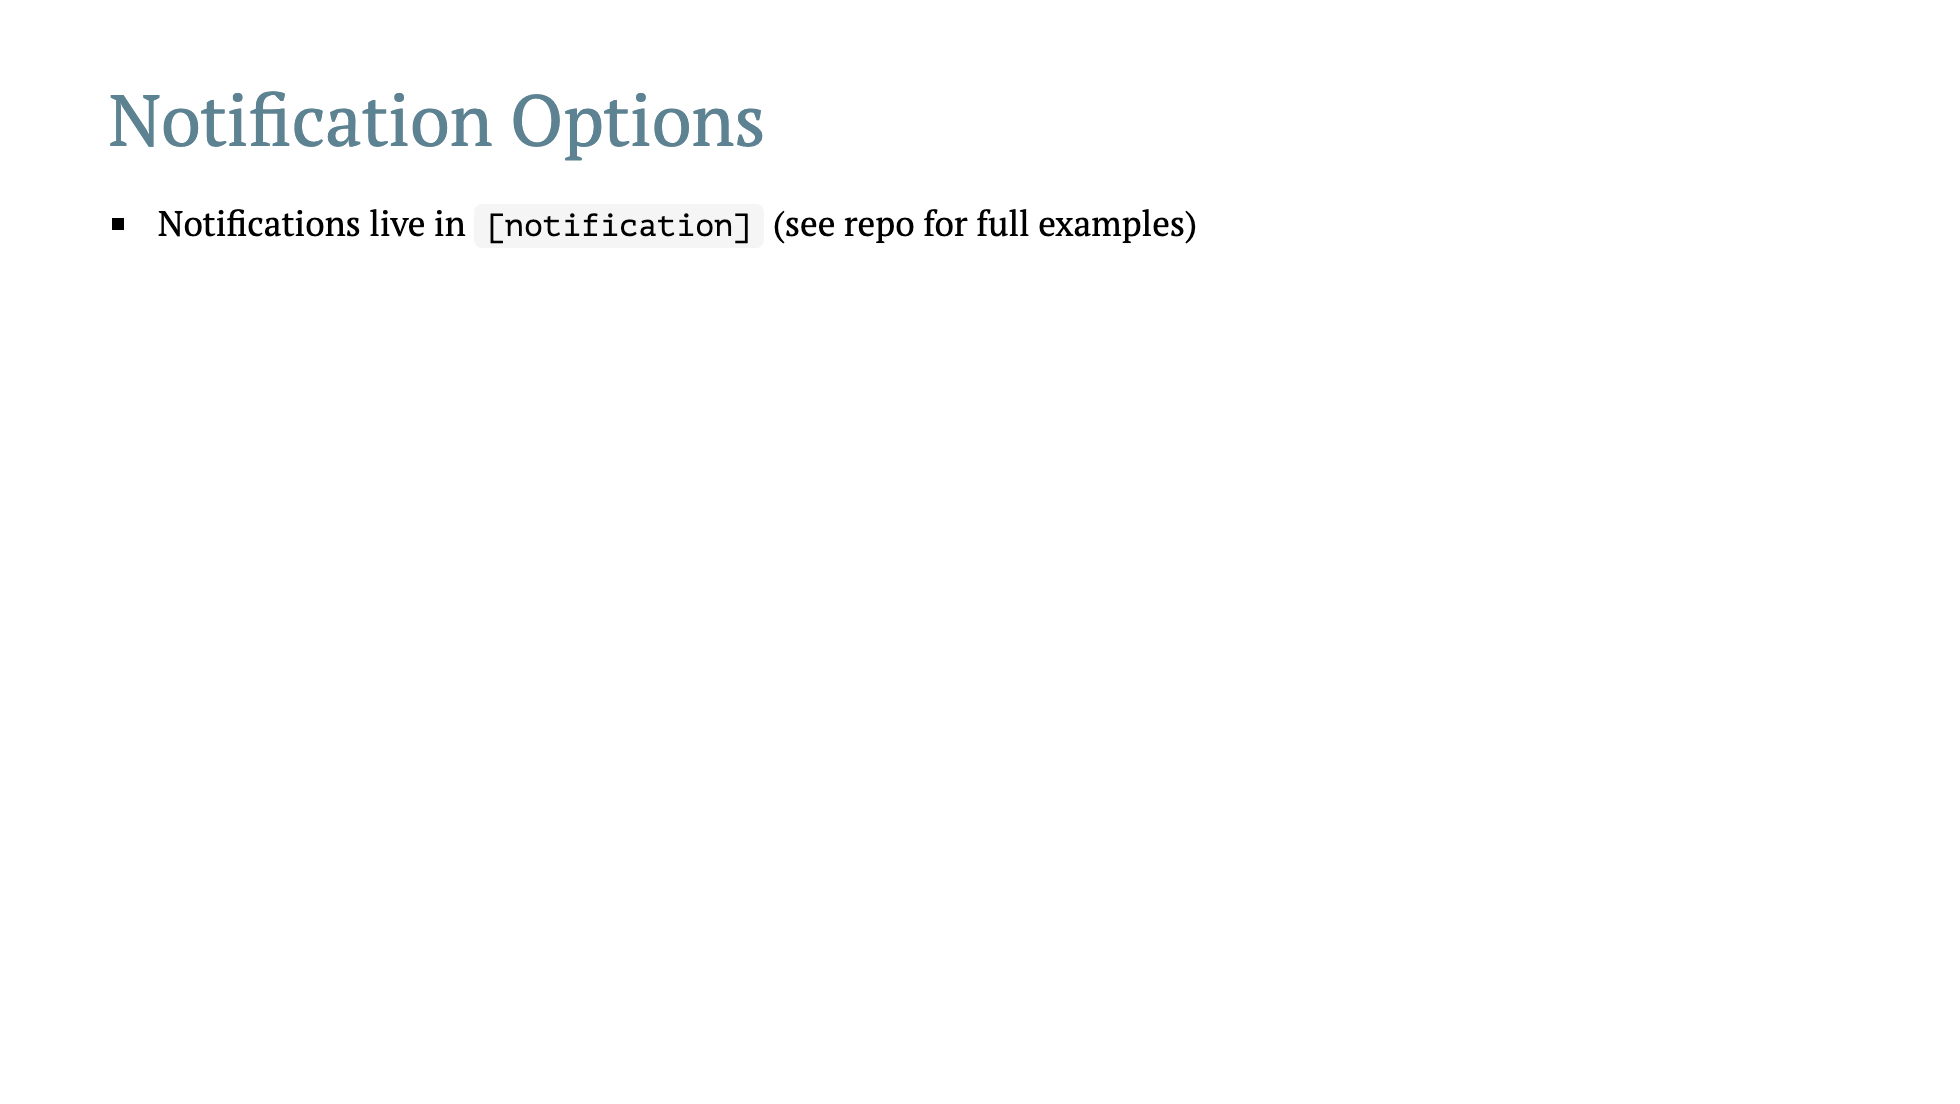 Notification Options
▪ Notifications live in [notification] (see repo for full examples)